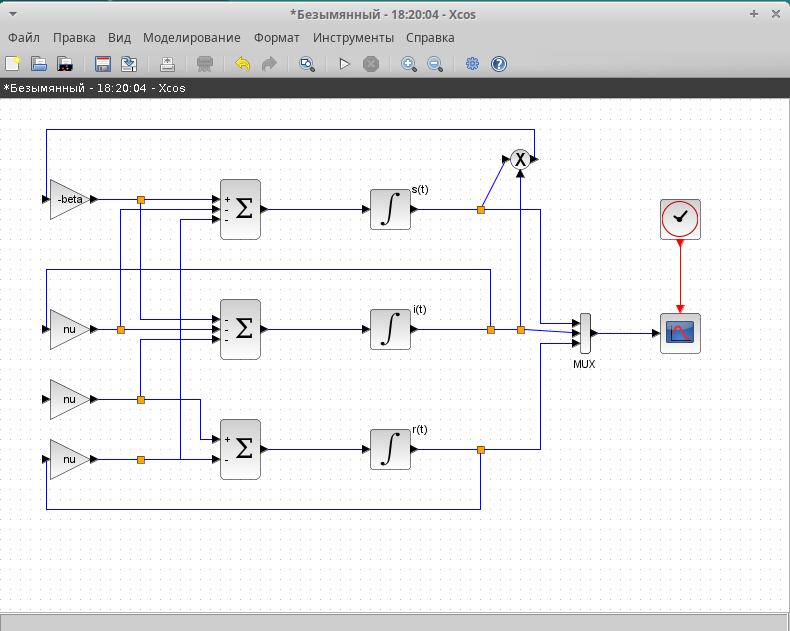 *Безымянный - 18:20:04 - Xcos
Файл Правка Вид Моделирование Формат Инструменты Справка
*Безымянный - 18:20:04 - Xcos
X
-beta
+
-
-
Σ
∫
s(t)
nu
-
-
-
Σ
∫
i(t)
MUX
nu
nu
+
-
Σ
∫
r(t)